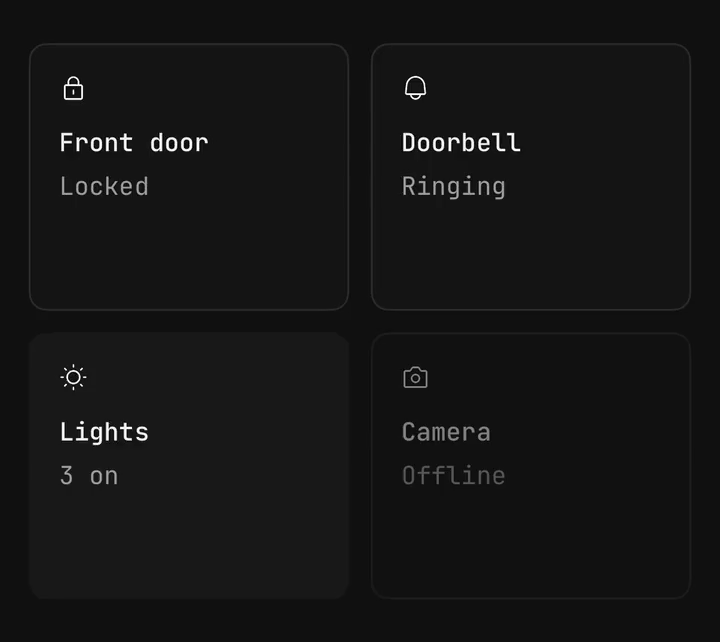 Front door
Locked
Doorbell
Ringing
Lights
3 on
Camera
Offline